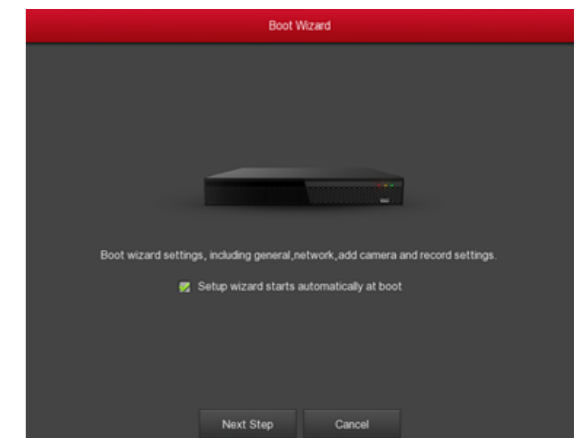 Boot Wizard
Boot wizard settings, including general,network,add camera and record settings.
Setup wizard starts automatically at boot
Next Step Cancel